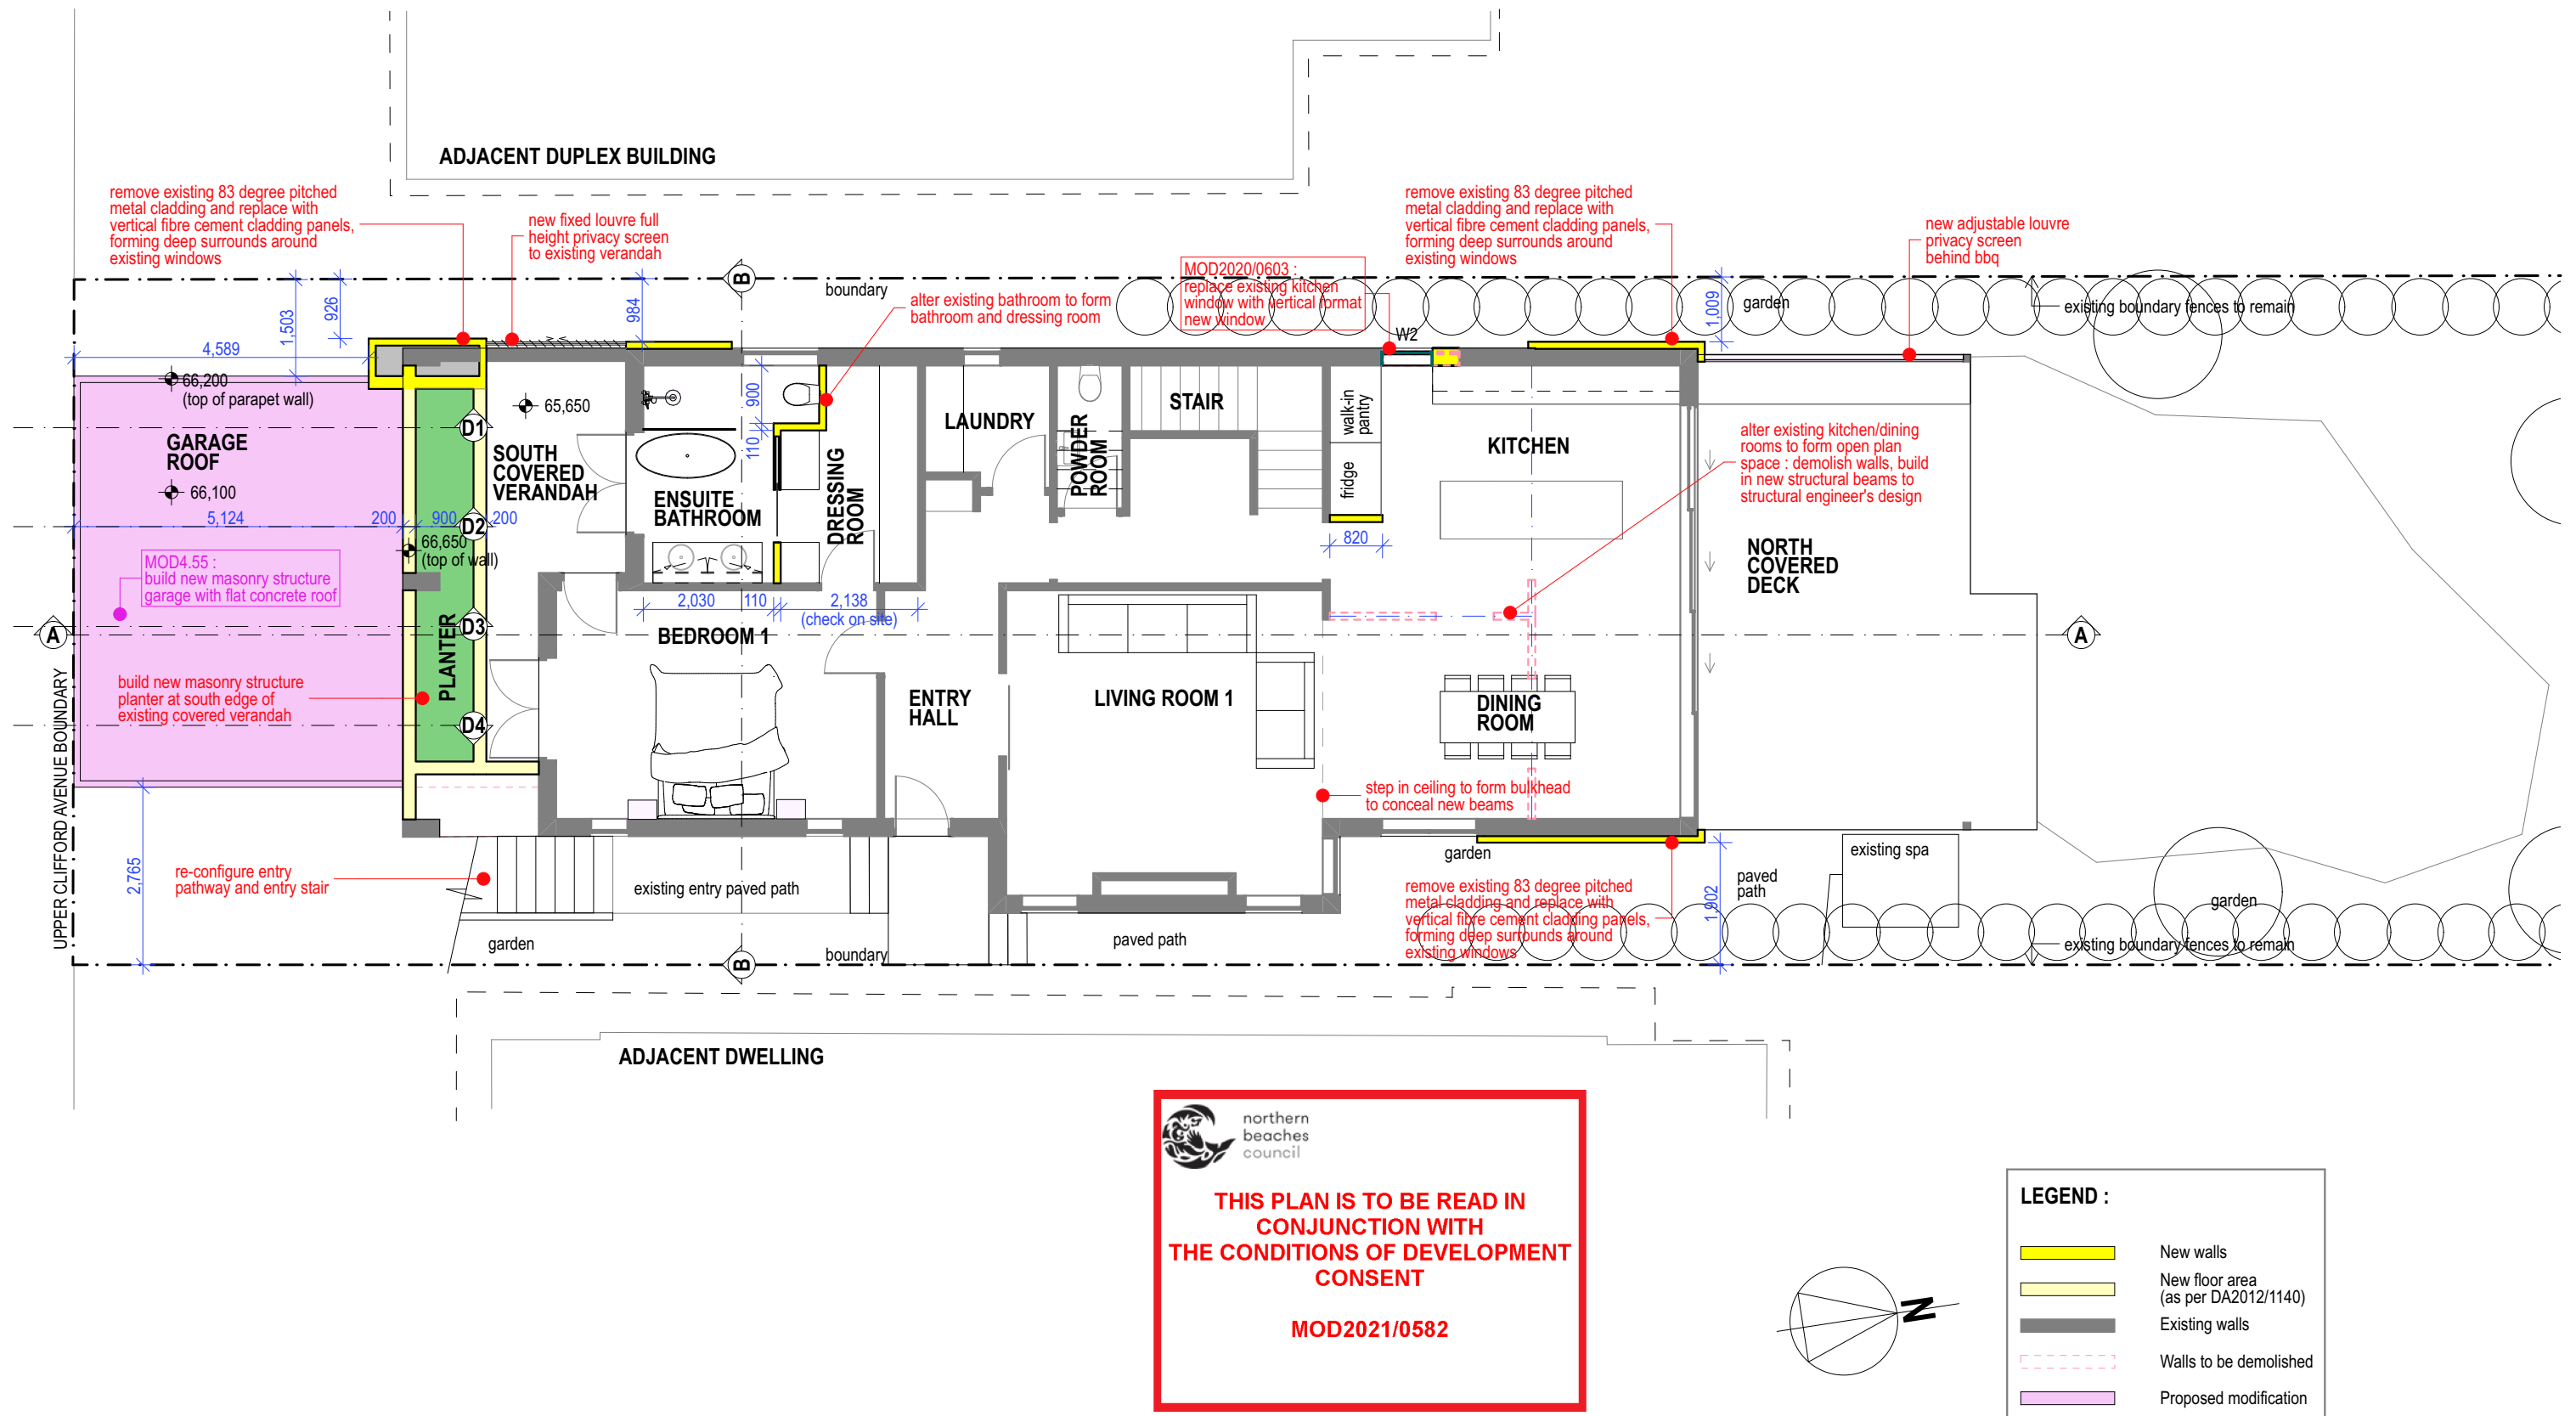 ADJACENT DUPLEX BUILDING
remove existing 83 degree pitched
metal cladding and replace with
vertical fibre cement cladding panels,
forming deep surrounds around
existing windows
new fixed louvre full
height privacy screen
to existing verandah
remove existing 83 degree pitched
metal cladding and replace with
vertical fibre cement cladding panels,
forming deep surrounds around
existing windows
new adjustable louvre
privacy screen
behind bbq
MOD2020/0603 :
replace existing kitchen
window with vertical format
new window
alter existing bathroom to form
bathroom and dressing room
B
boundary
garden
existing boundary fences to remain
1,503
926
984
1,009
4,589
W2
66,200
(top of parapet wall)
65,650
GARAGE
ROOF
66,100
5,124
200
900
200
66,650
(top of wall)
MOD4.55 :
build new masonry structure
garage with flat concrete roof
D1
D2
D3
D4
SOUTH
COVERED
VERANDAH
PLANTER
build new masonry structure
planter at south edge of
existing covered verandah
ENSUITE
BATHROOM
900
110
DRESSING
ROOM
LAUNDRY
POWDER
ROOM
STAIR
walk-in
pantry
fridge
820
KITCHEN
alter existing kitchen/dining
rooms to form open plan
space : demolish walls, build
in new structural beams to
structural engineer's design
NORTH
COVERED
DECK
2,030
110
2,138
(check on site)
A
A
BEDROOM 1
ENTRY
HALL
LIVING ROOM 1
DINING
ROOM
step in ceiling to form bulkhead
to conceal new beams
UPPER CLIFFORD AVENUE BOUNDARY
2,765
re-configure entry
pathway and entry stair
existing entry paved path
garden
boundary
B
paved path
garden
remove existing 83 degree pitched
metal cladding and replace with
vertical fibre cement cladding panels,
forming deep surrounds around
existing windows
1,902
paved
path
existing spa
garden
existing boundary fences to remain
ADJACENT DWELLING
northern
beaches
council
THIS PLAN IS TO BE READ IN
CONJUNCTION WITH
THE CONDITIONS OF DEVELOPMENT
CONSENT
MOD2021/0582
N
LEGEND :
New walls
New floor area
(as per DA2012/1140)
Existing walls
Walls to be demolished
Proposed modification